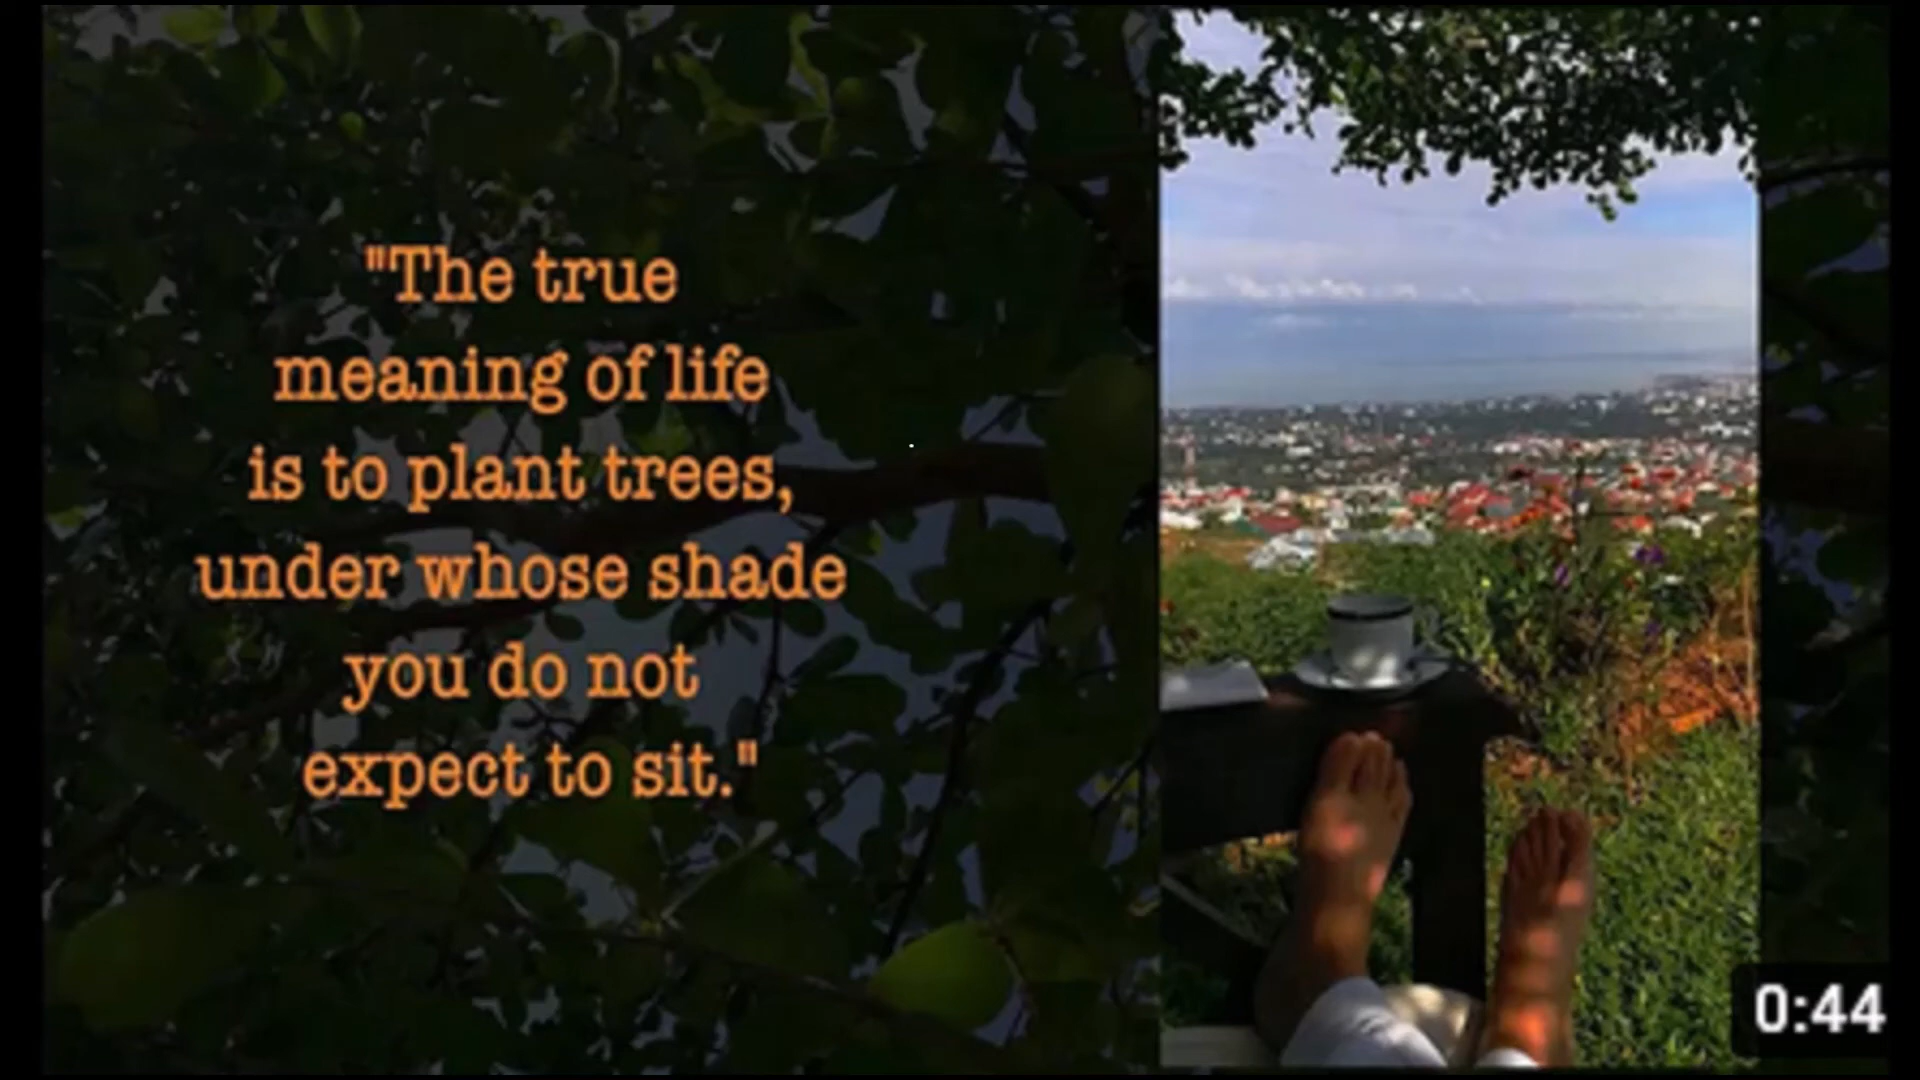 "The true
meaning of life
is to plant trees,
under whose shade
you do not
expect to sit."
0:44